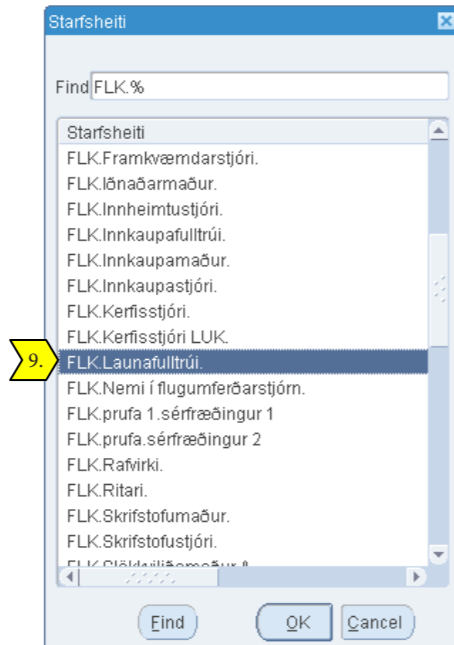 Starfsheiti
Find FLK.%
Starfsheiti
FLK.Framkvæmdarstjóri.
FLK.Iðnaðarmaður.
FLK.Innheimtustjóri.
FLK.Innkaupafulltrúi.
FLK.Innkaupamaður.
FLK.Innkaupastjóri.
FLK.Kerfisstjóri.
FLK.Kerfisstjóri LUK.
9. FLK.Launafulltrúi.
FLK.Nemi í flugumferðarstjórn.
FLK.prufa 1.sérfræðingur 1
FLK.prufa.sérfræðingur 2
FLK.Rafvirki.
FLK.Ritari.
FLK.Skrifstofumaður.
FLK.Skrifstofustjóri.
Find OK Cancel